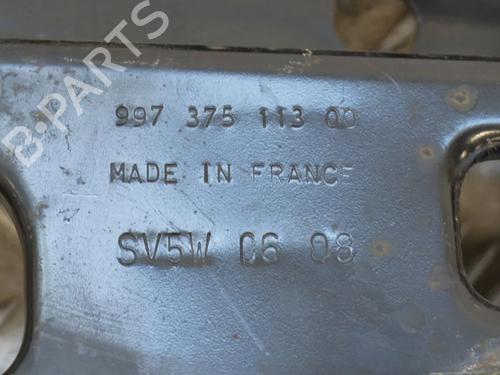 B-PARTS
997 375 113 00
MADE IN FRANCE
SV5W 06 08